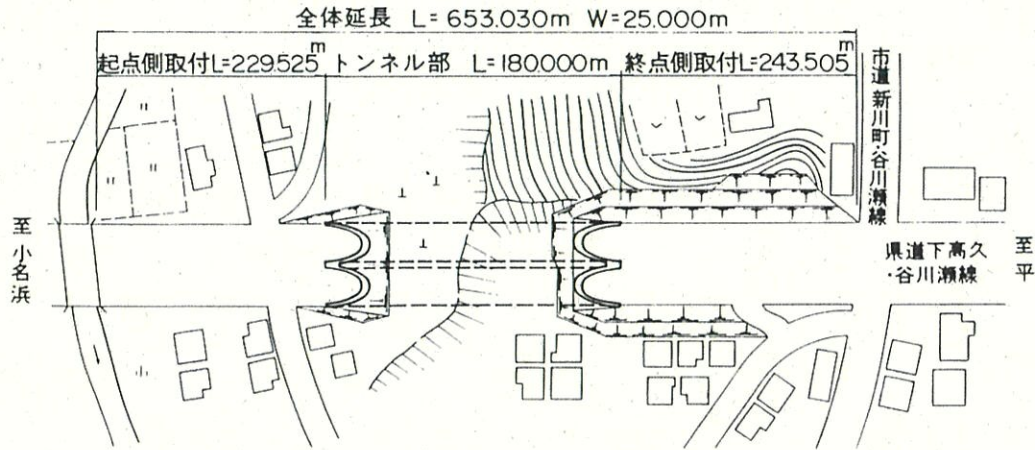 全体延長 L=653.030m W=25.000m
起点側取付L=229.525m トンネル部 L=180.000m 終点側取付L=243.505m
市道 新川町・谷川瀬線
至 小名浜
県道下高久・谷川瀬線
至 平